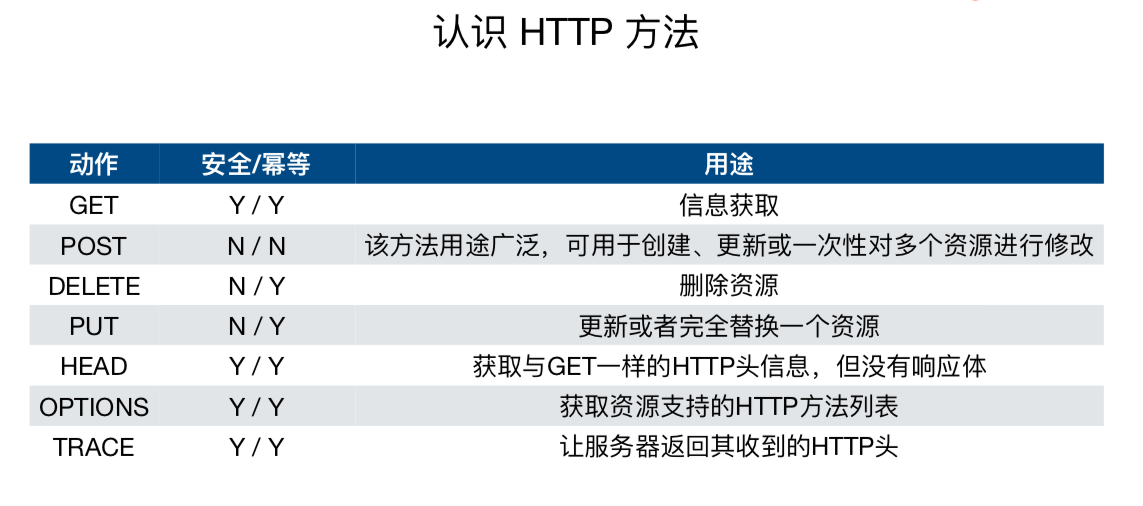 认识 HTTP 方法
动作 安全/幂等 用途
GET Y / Y 信息获取
POST N / N 该方法用途广泛，可用于创建、更新或一次性对多个资源进行修改
DELETE N / Y 删除资源
PUT N / Y 更新或者完全替换一个资源
HEAD Y / Y 获取与GET一样的HTTP头信息，但没有响应体
OPTIONS Y / Y 获取资源支持的HTTP方法列表
TRACE Y / Y 让服务器返回其收到的HTTP头